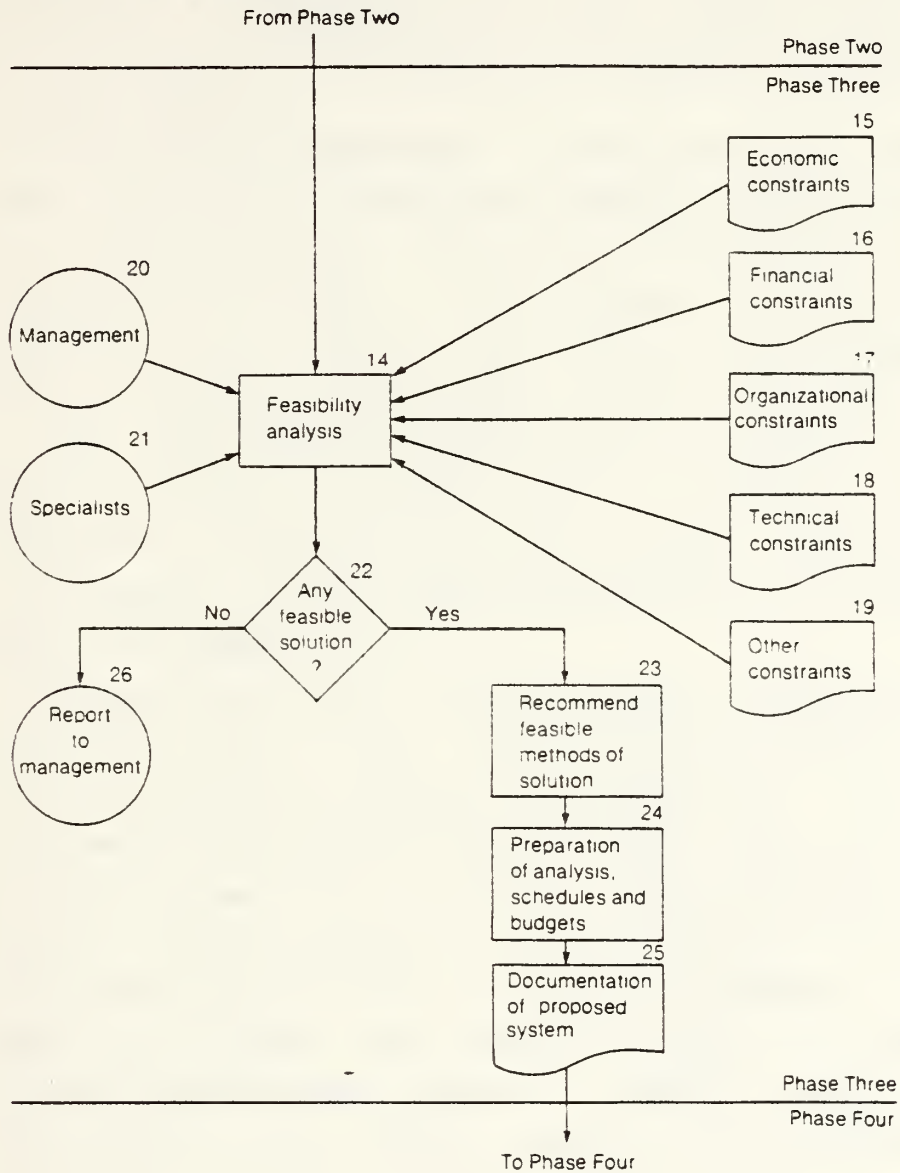 From Phase Two
Phase Two
Phase Three
15
Economic
constraints
16
Financial
constraints
20
Management
14
Feasibility
analysis
17
Organizational
constraints
21
Specialists
18
Technical
constraints
22
Any
feasible
solution
?
No
Yes
19
Other
constraints
26
Report
to
management
23
Recommend
feasible
methods of
solution
24
Preparation
of analysis,
schedules and
budgets
25
Documentation
of proposed
system
Phase Three
Phase Four
To Phase Four